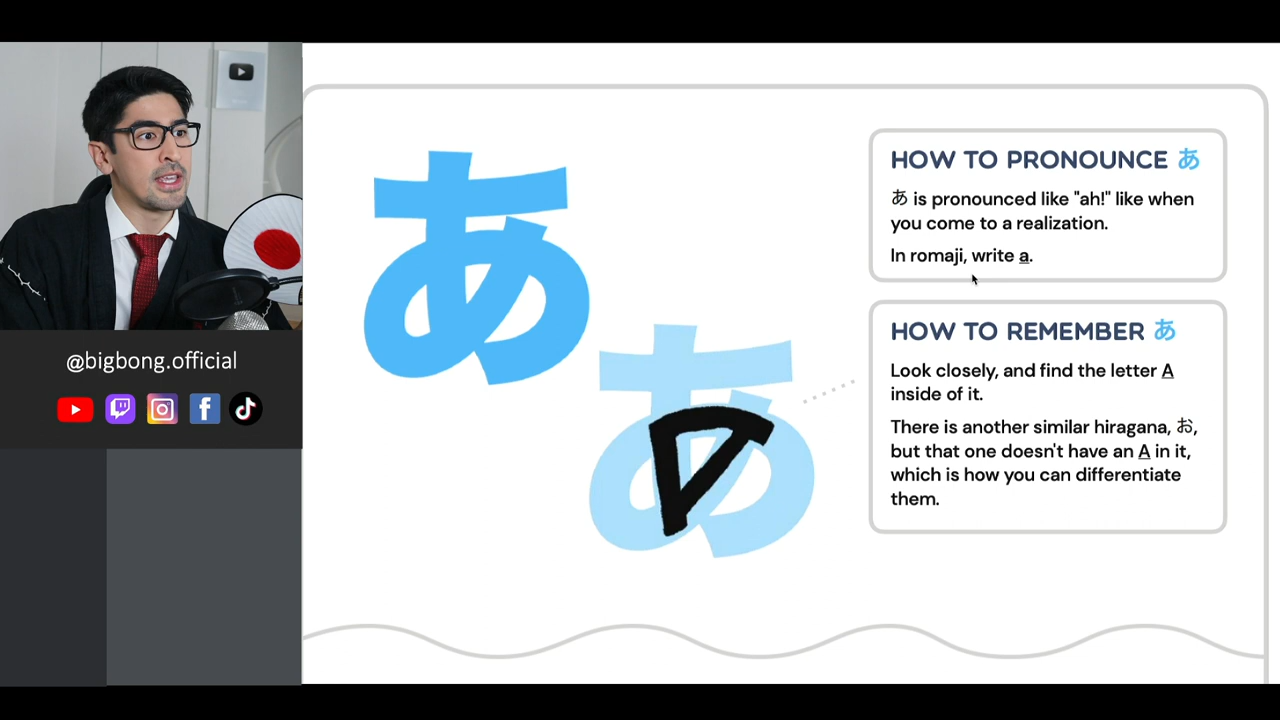 @bigbong.official
あ
あ
HOW TO PRONOUNCE あ
あ is pronounced like "ah!" like when
you come to a realization.
In romaji, write a.
HOW TO REMEMBER あ
Look closely, and find the letter A
inside of it.
There is another similar hiragana, お,
but that one doesn't have an A in it,
which is how you can differentiate
them.